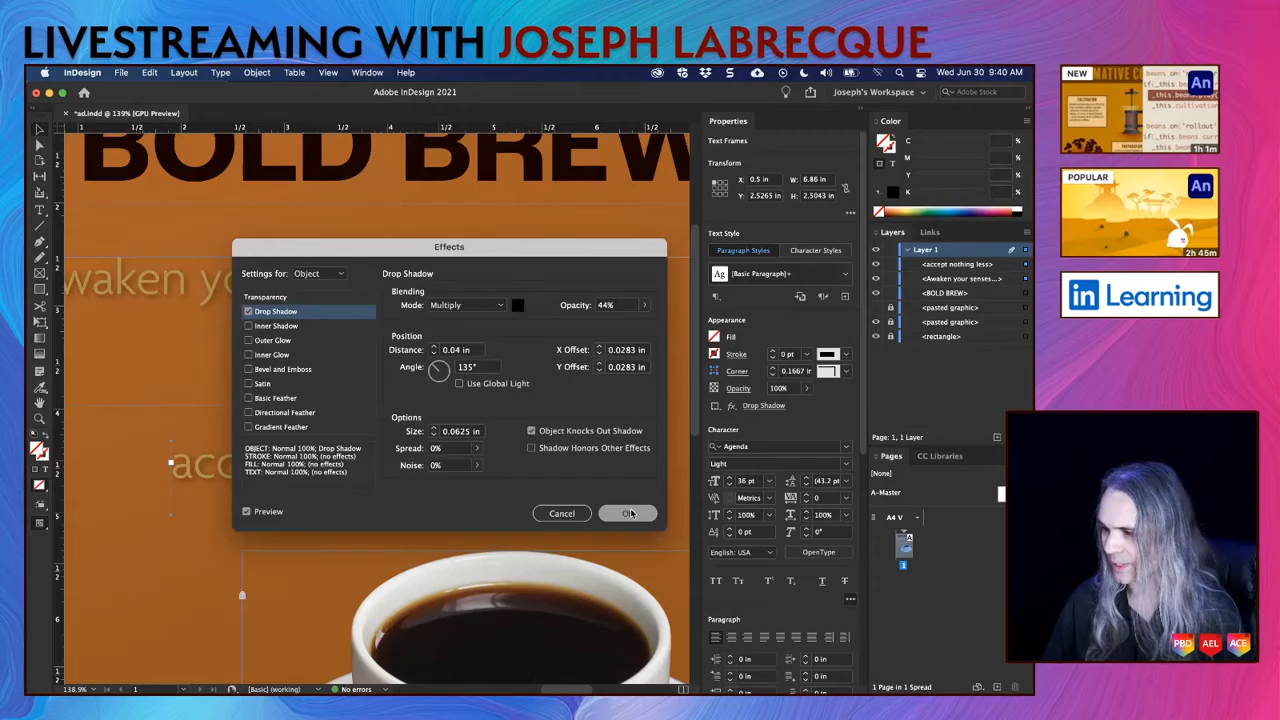 LIVESTREAMING WITH JOSEPH LABRECQUE
InDesign File Edit Layout Type Object Table View Window Help
Wed Jun 30 9:40 AM
Adobe InDesign 2021
Joseph's Workspace
Adobe Stock
*ad.indd @ 139% [GPU Preview]
BOLD BREW
waken yo
acc
Effects
Settings for: Object
Transparency
Drop Shadow
Inner Shadow
Outer Glow
Inner Glow
Bevel and Emboss
Satin
Basic Feather
Directional Feather
Gradient Feather
OBJECT: Normal 100%; Drop Shadow
STROKE: Normal 100%; (no effects)
FILL: Normal 100%; (no effects)
TEXT: Normal 100%; (no effects)
Preview
Drop Shadow
Blending
Mode: Multiply
Opacity: 44%
Position
Distance: 0.04 in
X Offset: 0.0283 in
Angle: 135°
Y Offset: 0.0283 in
Use Global Light
Options
Size: 0.0625 in
Object Knocks Out Shadow
Spread: 0%
Shadow Honors Other Effects
Noise: 0%
Cancel
138.9%
1
[Basic] (working)
No errors
Properties
Text Frames
Transform
X: 0.5 in W: 6.86 in
Y: 2.5265 in H: 2.5043 in
Text Style
Paragraph Styles Character Styles
Ag [Basic Paragraph]+
Appearance
Fill
Stroke 0 pt
Corner 0.1667 in
Opacity 100%
fx. Drop Shadow
Character
Agenda
Light
36 pt (43.2 pt
Metrics 0
100% 100%
0 pt 0°
English: USA OpenType
Paragraph
0 in 0 in
0 in 0 in
Color
C %
M %
Y %
K %
Layers Links
Layer 1
<accept nothing less>
<Awaken your senses...>
<BOLD BREW>
<pasted graphic>
<pasted graphic>
<rectangle>
Page: 1, 1 Layer
Pages CC Libraries
[None]
A-Master
A4 V
A
1
1 Page in 1 Spread
NEW
An
1h 1m
POPULAR
An
2h 45m
in Learning
PBD AEL ACE